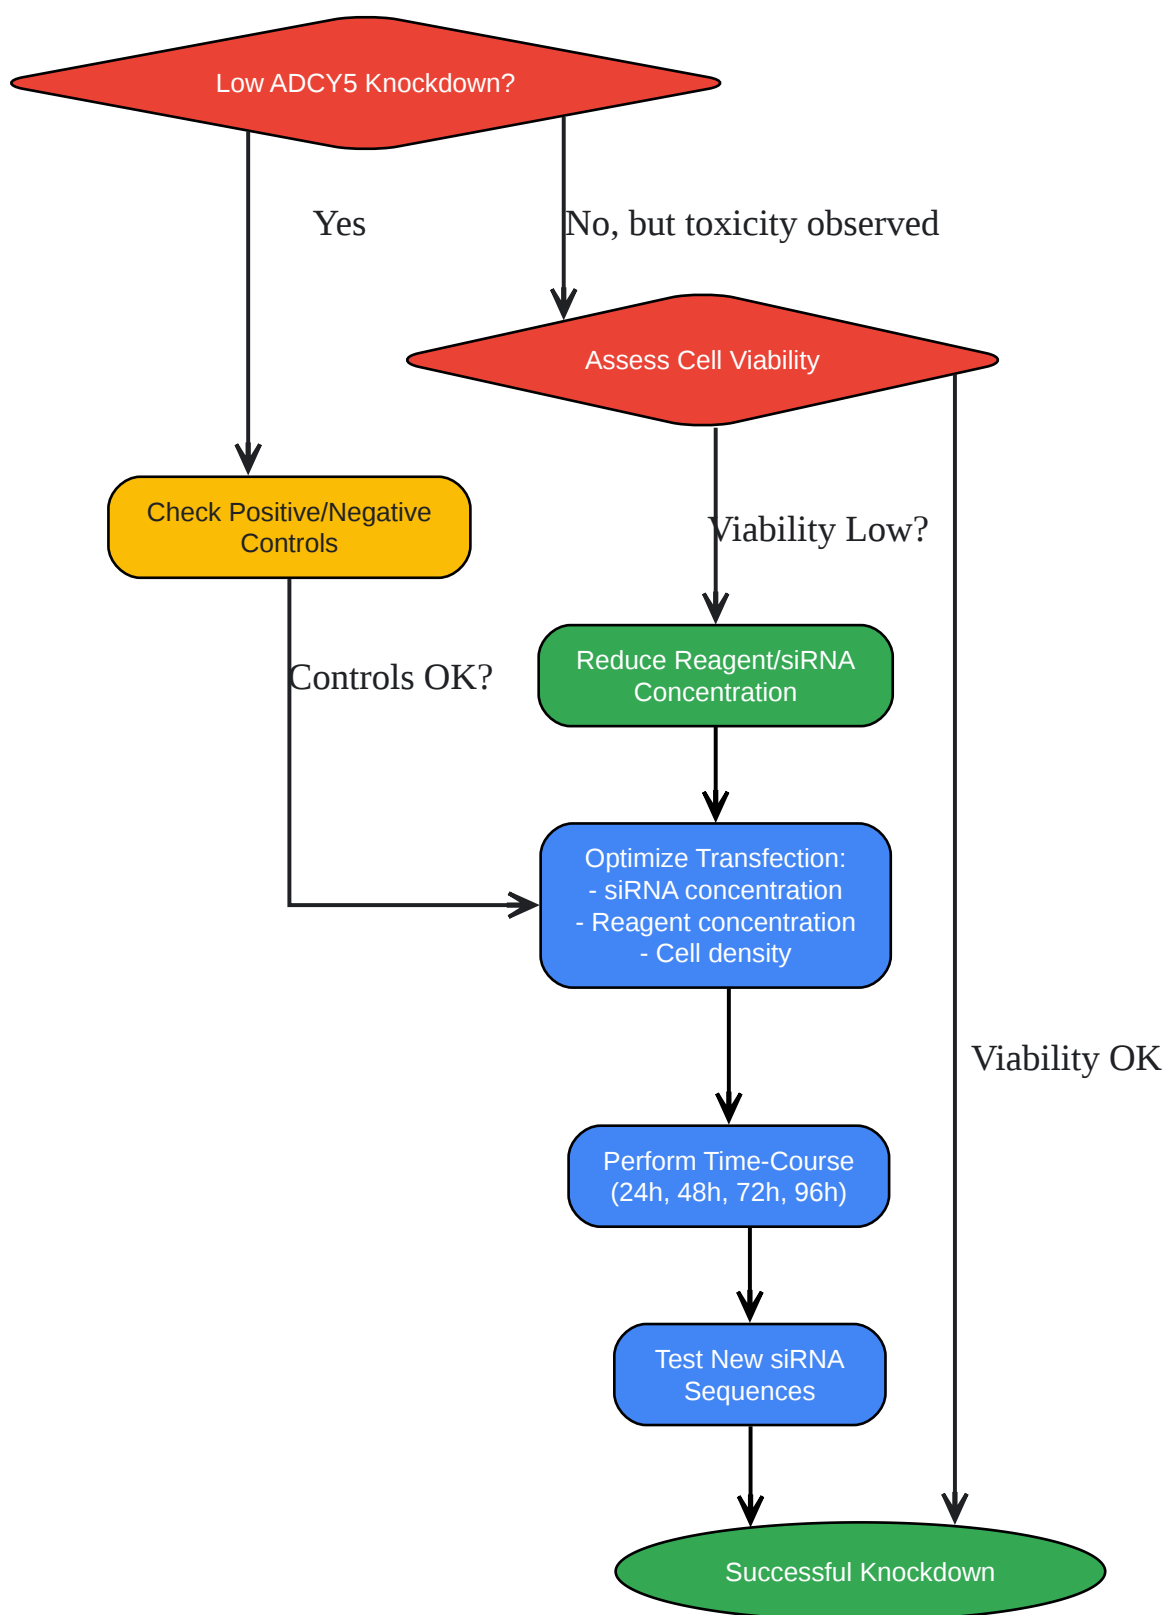 Low ADCY5 Knockdown?
Yes
No, but toxicity observed
Assess Cell Viability
Check Positive/Negative
Controls
Viability Low?
Controls OK?
Reduce Reagent/siRNA
Concentration
Optimize Transfection:
- siRNA concentration
- Reagent concentration
- Cell density
Viability OK
Perform Time-Course
(24h, 48h, 72h, 96h)
Test New siRNA
Sequences
Successful Knockdown